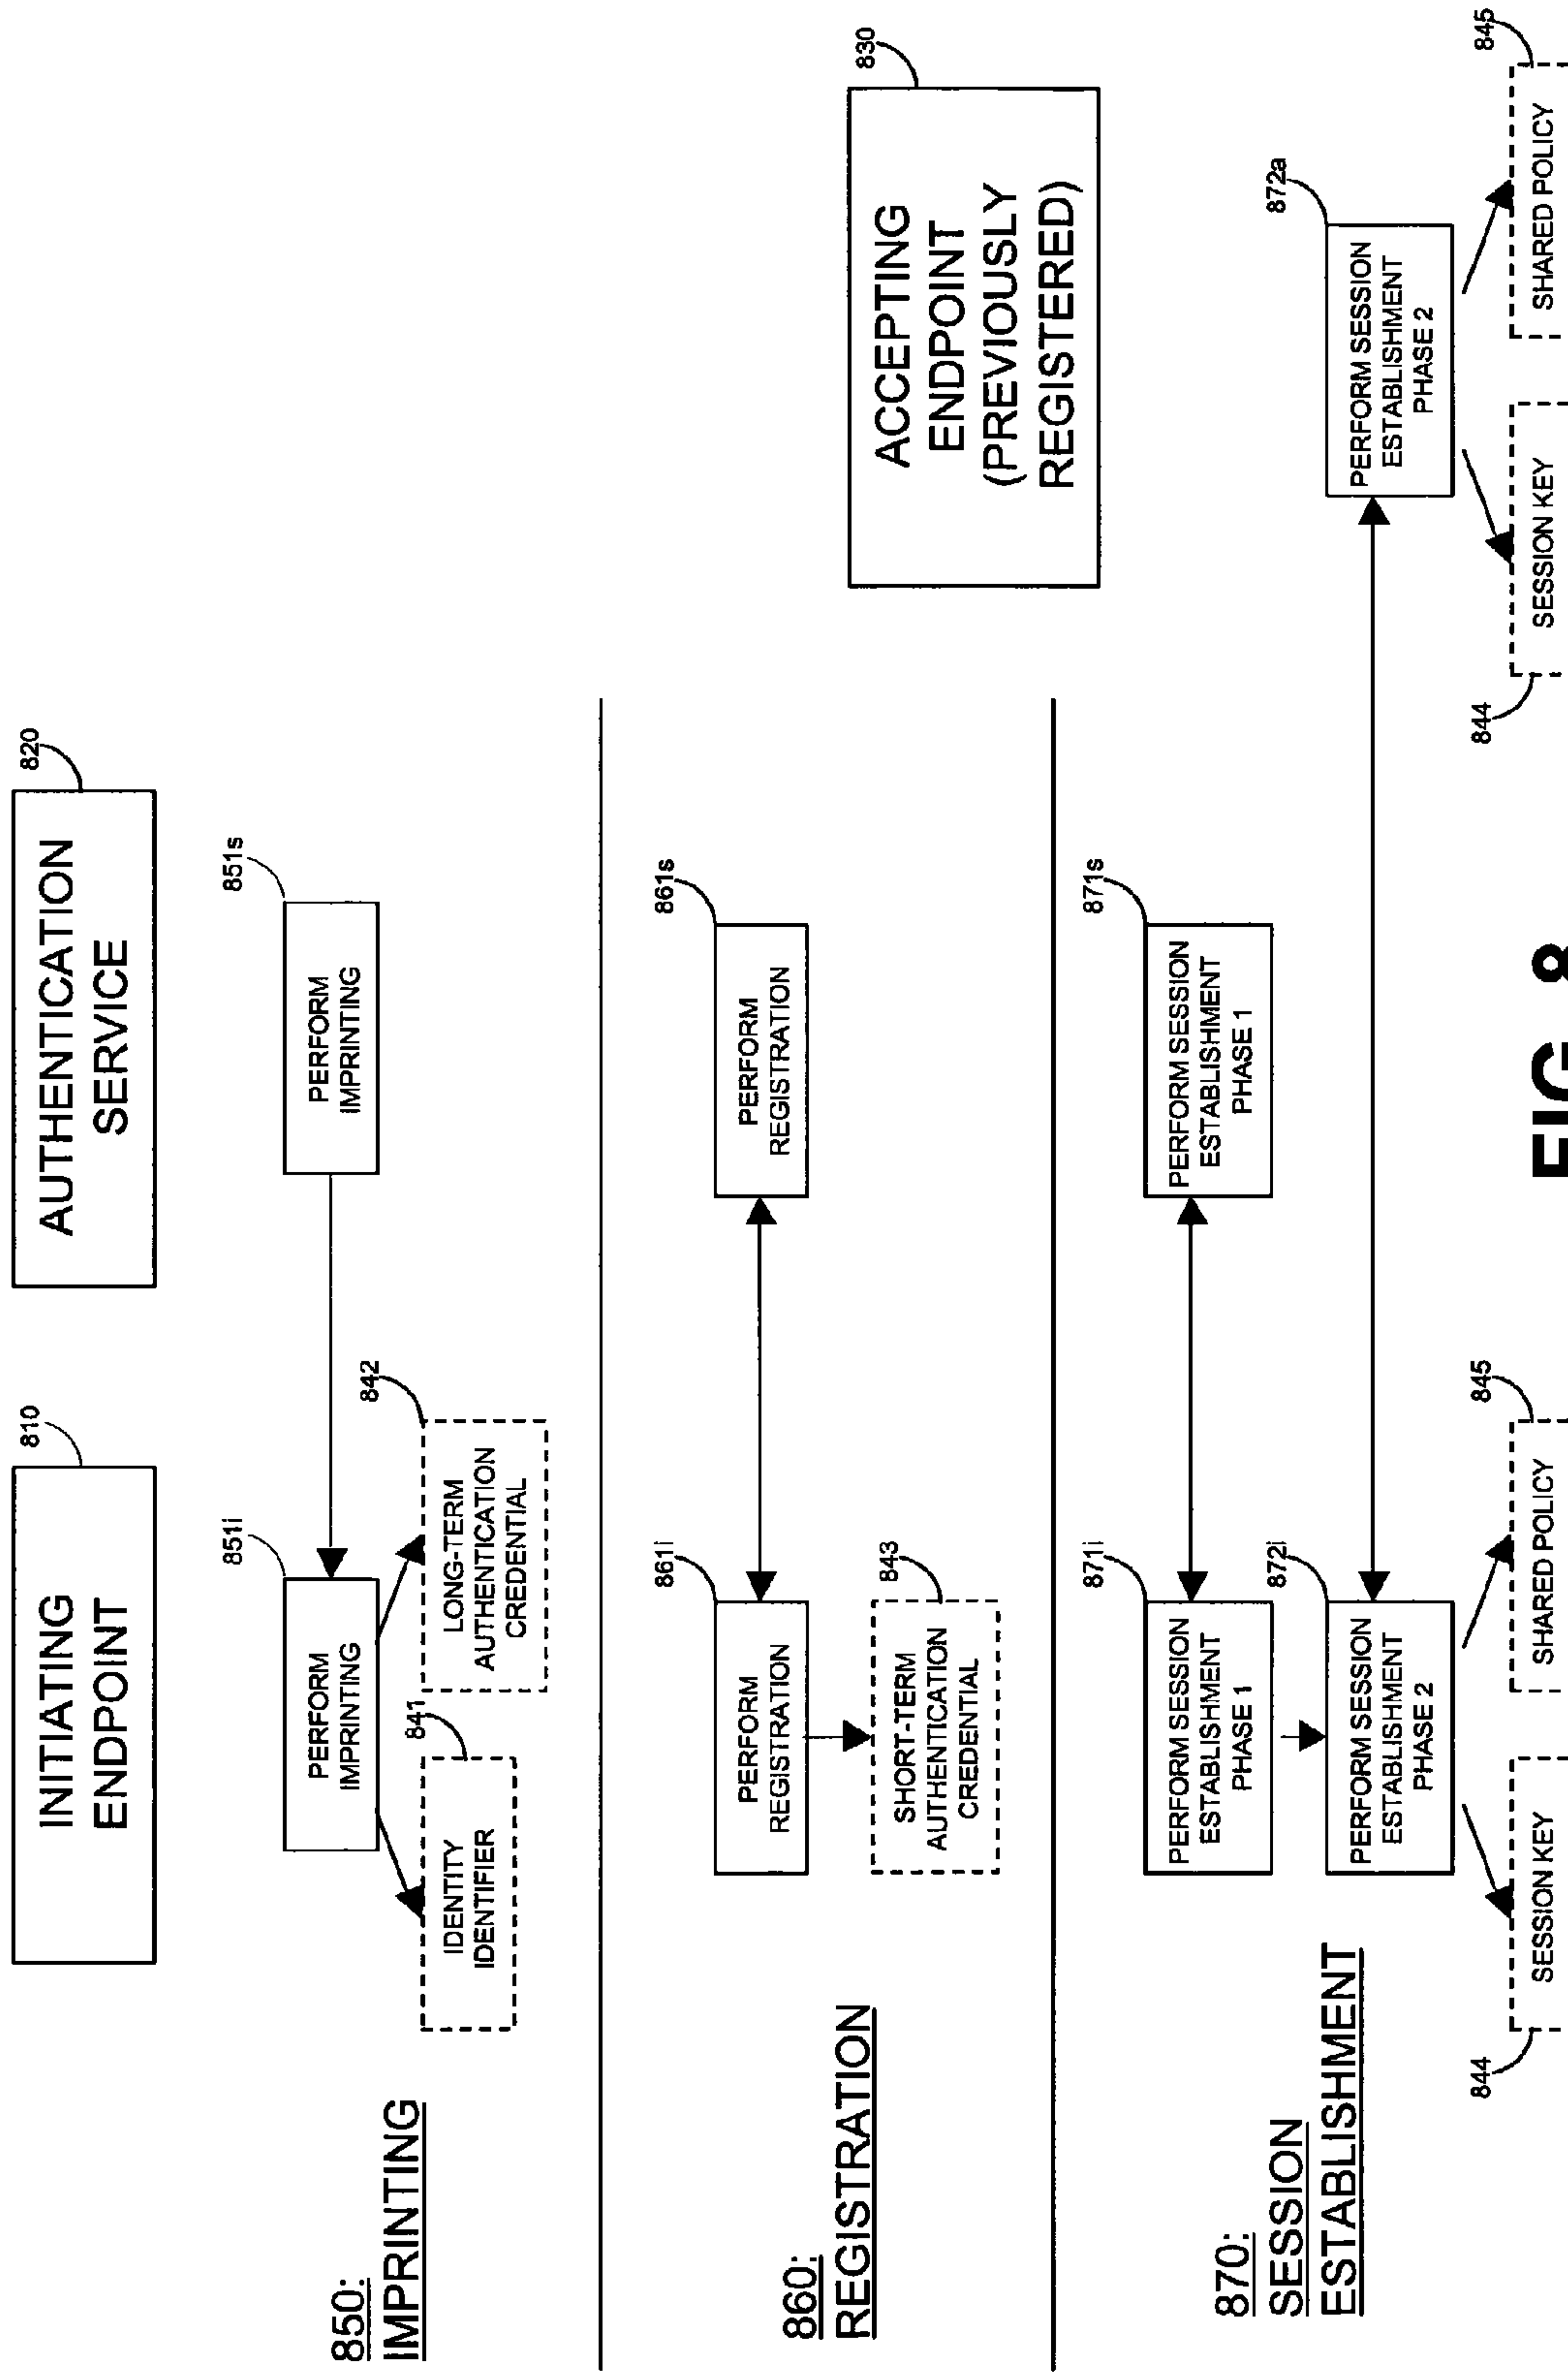 810
INITIATING
ENDPOINT
820
AUTHENTICATION
SERVICE
850:
IMPRINTING
851i
PERFORM
IMPRINTING
851s
PERFORM
IMPRINTING
841
IDENTITY
IDENTIFIER
842
LONG-TERM
AUTHENTICATION
CREDENTIAL
860:
REGISTRATION
861i
PERFORM
REGISTRATION
861s
PERFORM
REGISTRATION
843
SHORT-TERM
AUTHENTICATION
CREDENTIAL
830
ACCEPTING
ENDPOINT
(PREVIOUSLY
REGISTERED)
870:
SESSION
ESTABLISHMENT
871i
PERFORM SESSION
ESTABLISHMENT
PHASE 1
871s
PERFORM SESSION
ESTABLISHMENT
PHASE 1
872i
PERFORM SESSION
ESTABLISHMENT
PHASE 2
872a
PERFORM SESSION
ESTABLISHMENT
PHASE 2
844
SESSION KEY
845
SHARED POLICY
844
SESSION KEY
845
SHARED POLICY
FIG. 8